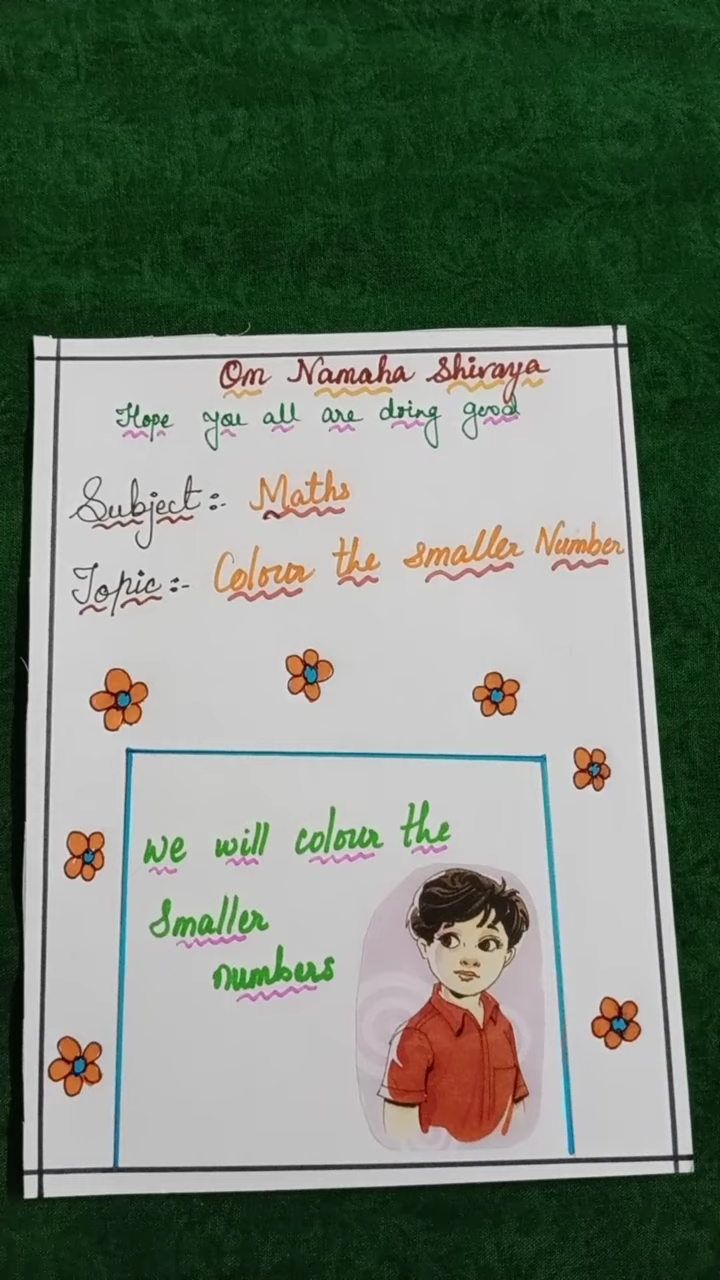 Om Namaha Shivaya
Hope you all are doing good
Subject:- Maths
Topic:- Colour the smaller Number
we will colour the
smaller
numbers